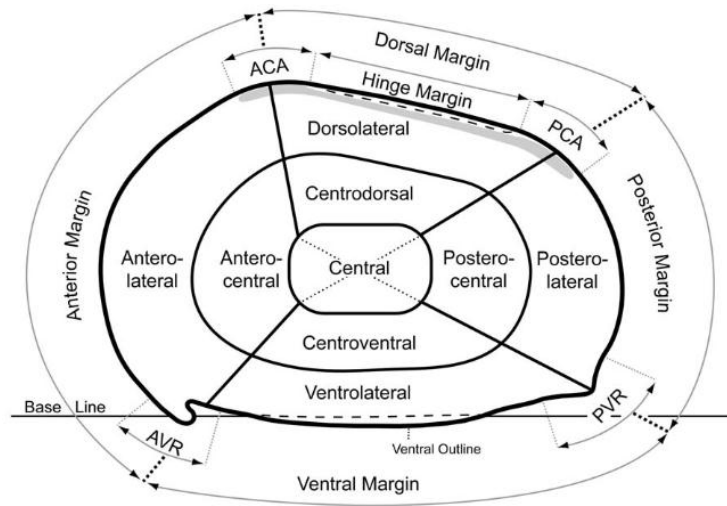 Dorsal Margin
ACA
Hinge Margin
PCA
Dorsolateral
Centrodorsal
Anterior Margin
Antero-
lateral
Antero-
central
Central
Postero-
central
Postero-
lateral
Posterior Margin
Centroventral
Ventrolateral
Base Line
AVR
PVR
Ventral Outline
Ventral Margin